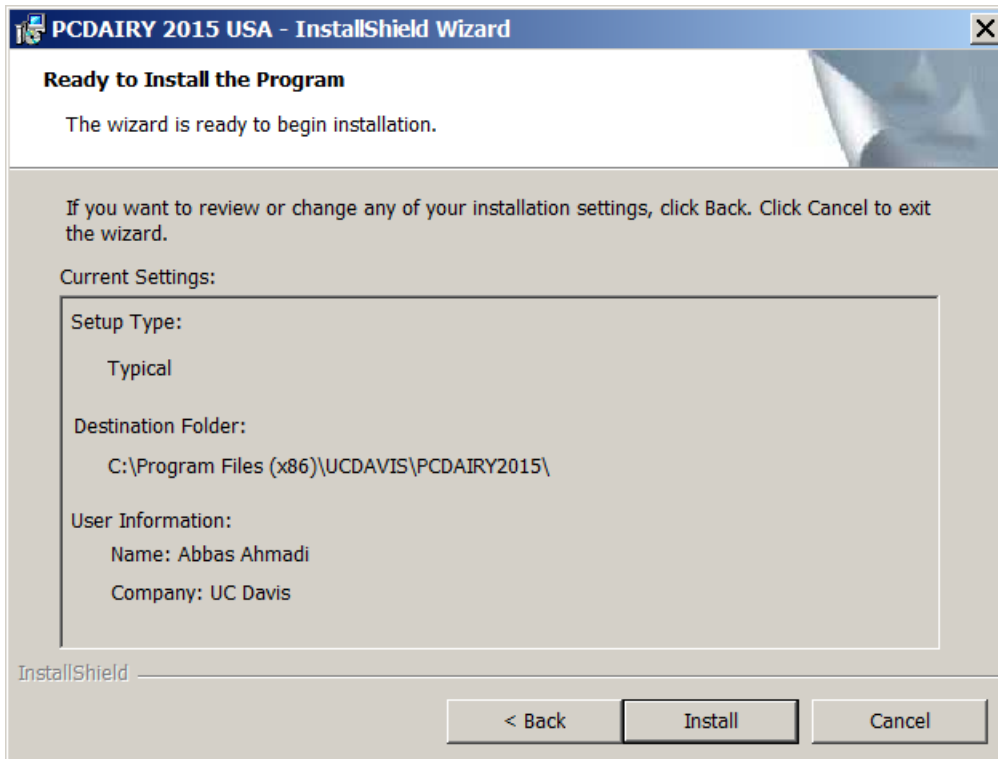 PCDAIRY 2015 USA - InstallShield Wizard
Ready to Install the Program
The wizard is ready to begin installation.
If you want to review or change any of your installation settings, click Back. Click Cancel to exit
the wizard.
Current Settings:
Setup Type:
Typical
Destination Folder:
C:\Program Files (x86)\UCDAVIS\PCDAIRY2015\
User Information:
Name: Abbas Ahmadi
Company: UC Davis
InstallShield
< Back
Install
Cancel